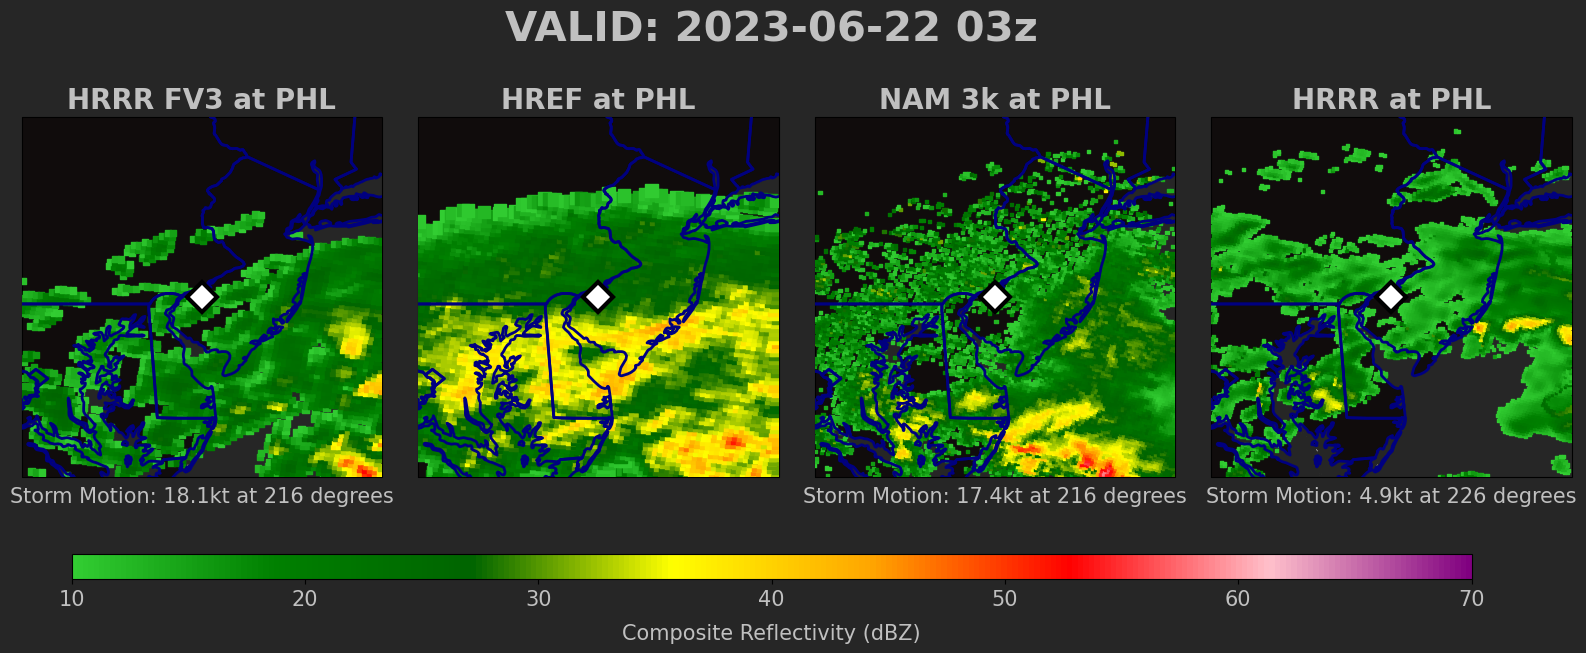 VALID: 2023-06-22 03z
HRRR FV3 at PHL
HREF at PHL
NAM 3k at PHL
HRRR at PHL
Storm Motion: 18.1kt at 216 degrees
Storm Motion: 17.4kt at 216 degrees
Storm Motion: 4.9kt at 226 degrees
10 20 30 40 50 60 70
Composite Reflectivity (dBZ)